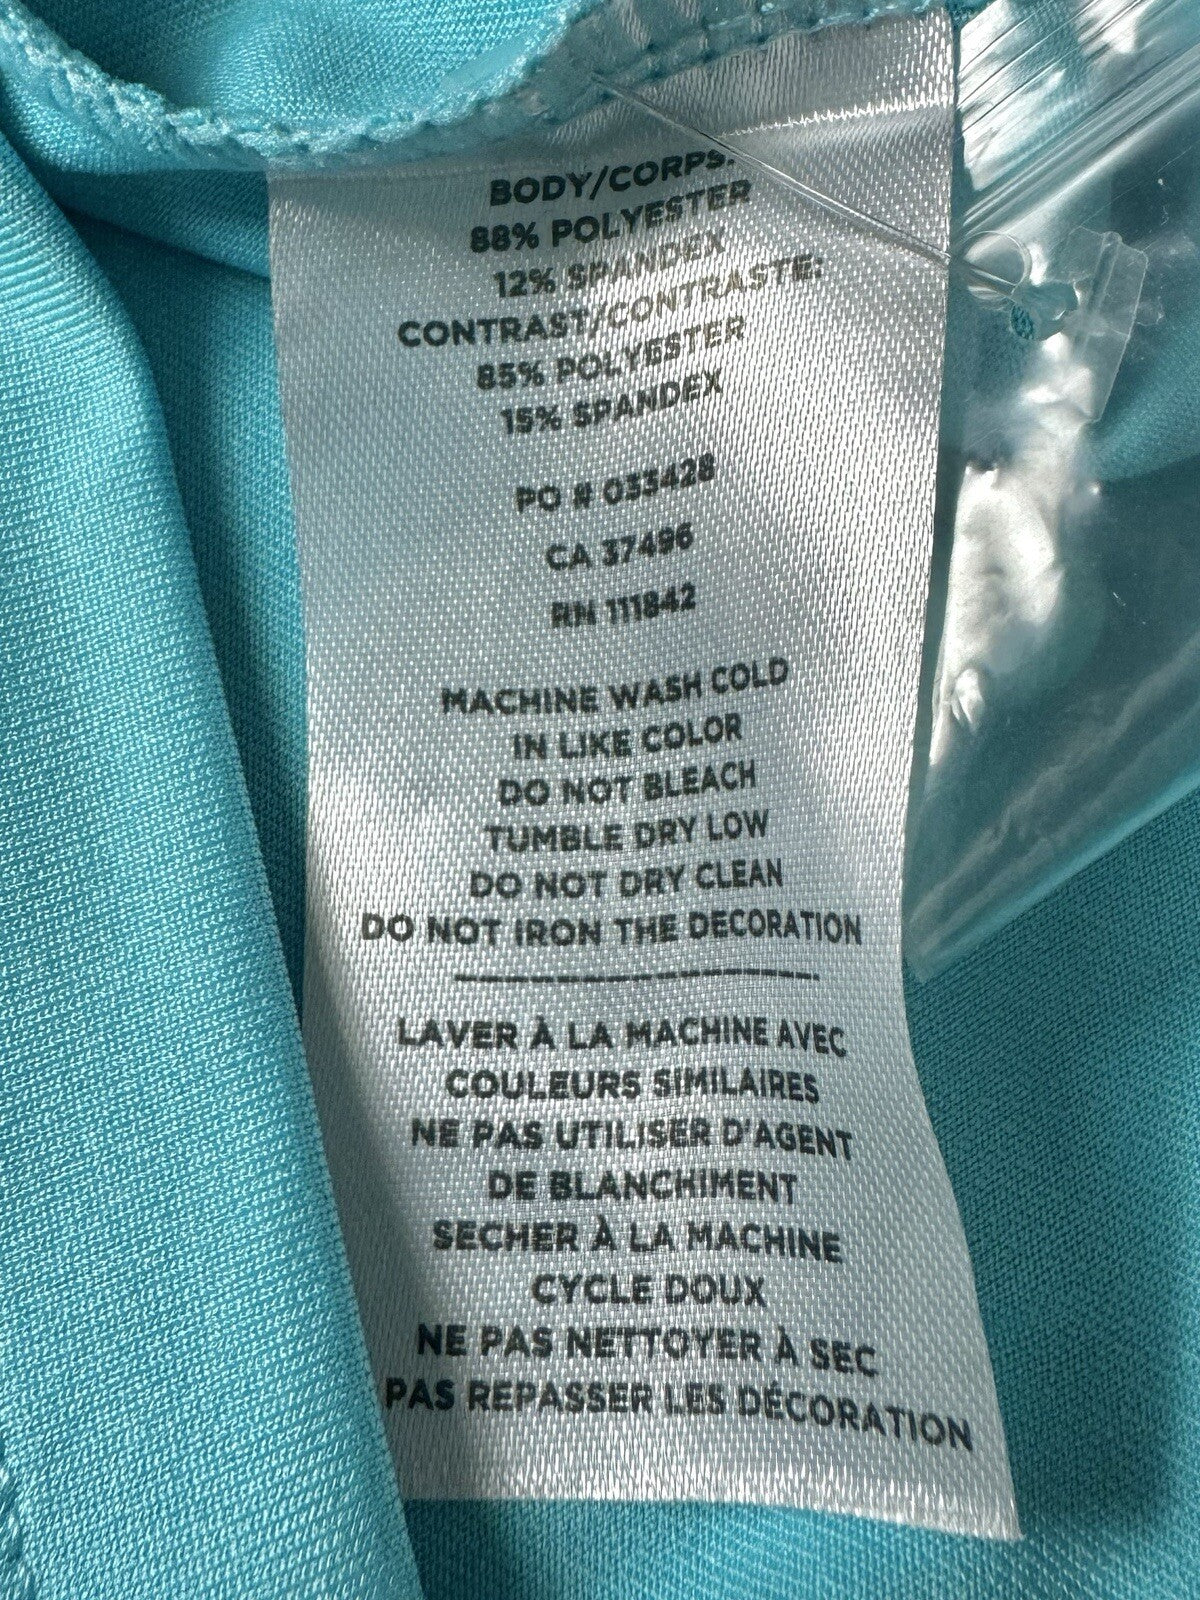 BODY/CORPS:
88% POLYESTER
12% SPANDEX
CONTRAST/CONTRASTE:
85% POLYESTER
15% SPANDEX
PO # 033428
CA 37496
RN 111842
MACHINE WASH COLD
IN LIKE COLOR
DO NOT BLEACH
TUMBLE DRY LOW
DO NOT DRY CLEAN
DO NOT IRON THE DECORATION
LAVER À LA MACHINE AVEC
COULEURS SIMILAIRES
NE PAS UTILISER D'AGENT
DE BLANCHIMENT
SECHER À LA MACHINE
CYCLE DOUX
NE PAS NETTOYER À SEC
PAS REPASSER LES DÉCORATION